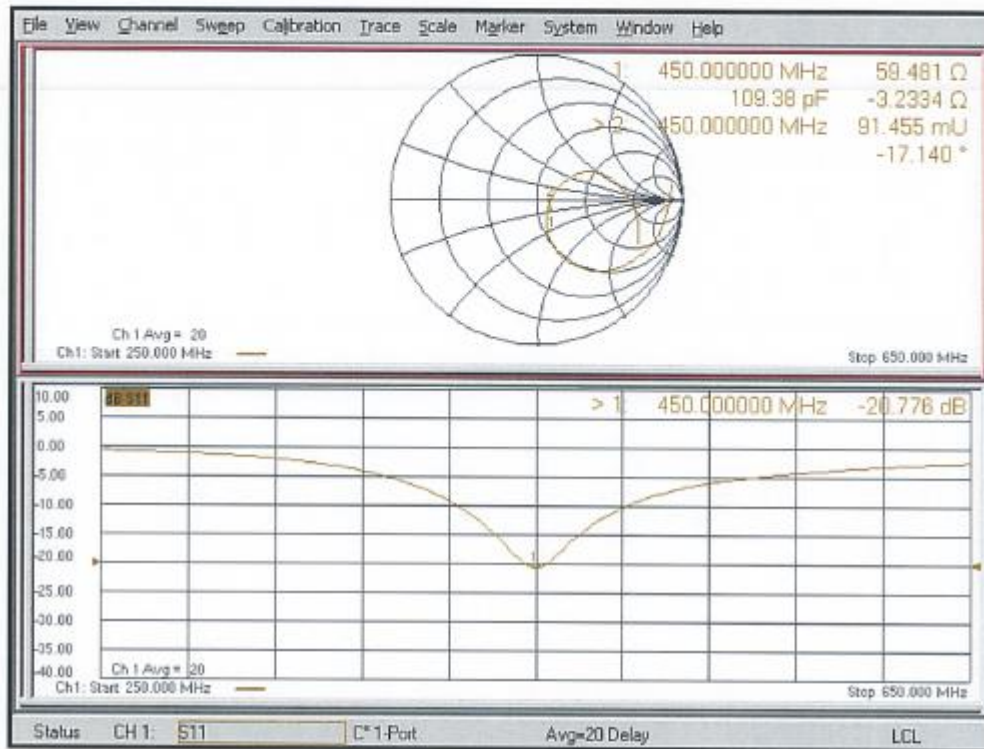 File View Channel Sweep Calibration Trace Scale Marker System Window Help
1: 450.000000 MHz 59.481 Ω
109.38 pF -3.2334 Ω
> 2: 450.000000 MHz 91.455 mU
-17.140 °
Ch 1 Avg = 20
Ch1: Start 250.000 MHz
Stop 650.000 MHz
10.00
dB S11
> 1: 450.000000 MHz -20.776 dB
5.00
0.00
-5.00
-10.00
-15.00
-20.00
1
-25.00
-30.00
-35.00
-40.00
Ch 1 Avg = 20
Ch1: Start 250.000 MHz
Stop 650.000 MHz
Status CH 1: S11 C* 1-Port Avg=20 Delay LCL